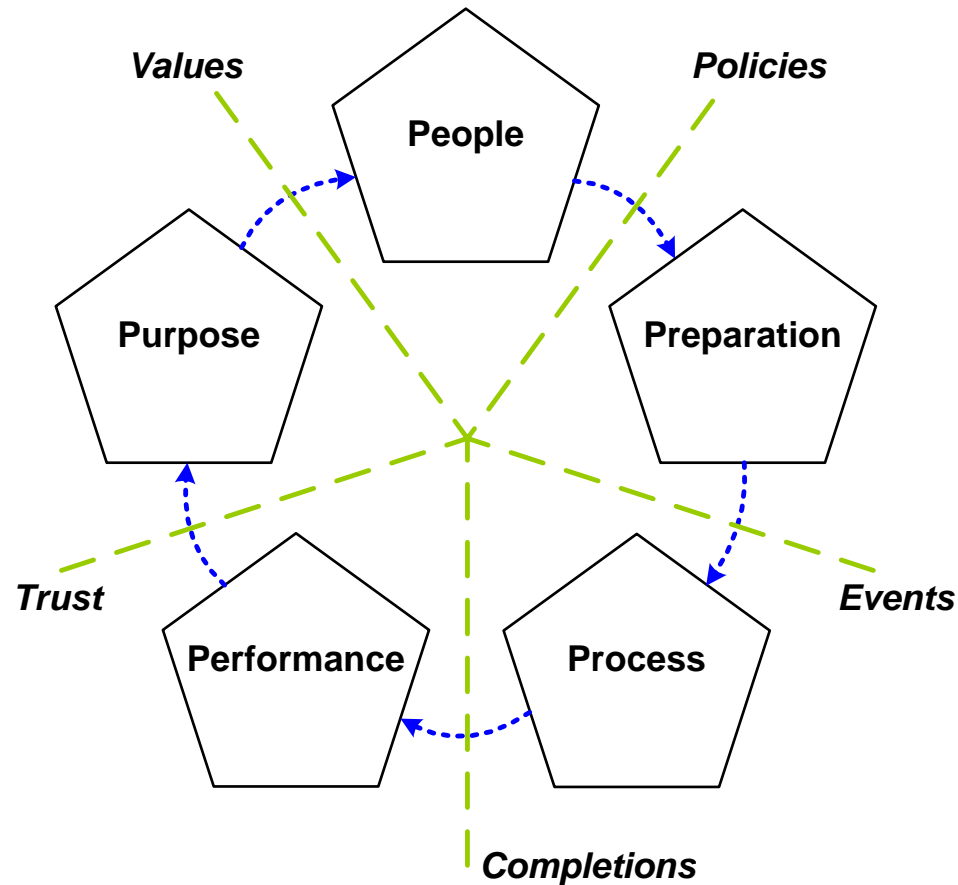 Values
Policies
People
Purpose
Preparation
Trust
Events
Performance
Process
Completions